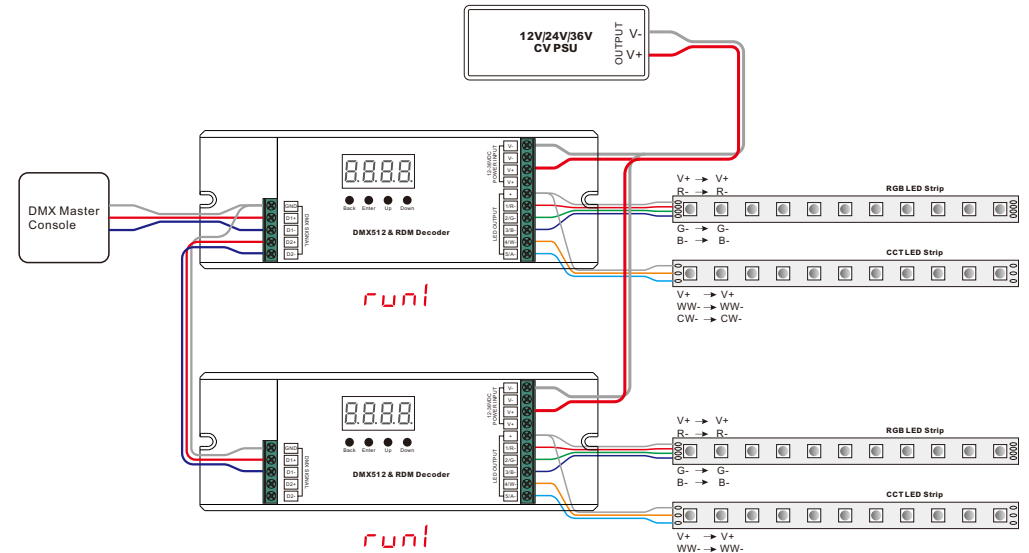 12V/24V/36V
CV PSU
OUTPUT
V-
V+
DMX Master
Console
8.8.8.8.
Back Enter Up Down
DMX512 & RDM Decoder
GND
D1+
D1-
D2+
D2-
DMX SIGNAL
12-36VDC
POWER INPUT
V-
V-
V+
V+
LED OUTPUT
+
1/R-
2/G-
3/B-
4/W-
5/A-
run1
V+ → V+
R- → R-
G- → G-
B- → B-
RGB LED Strip
CCT LED Strip
V+ → V+
WW- → WW-
CW- → CW-
8.8.8.8.
Back Enter Up Down
DMX512 & RDM Decoder
GND
D1+
D1-
D2+
D2-
DMX SIGNAL
12-36VDC
POWER INPUT
V-
V-
V+
V+
LED OUTPUT
+
1/R-
2/G-
3/B-
4/W-
5/A-
run1
V+ → V+
R- → R-
G- → G-
B- → B-
RGB LED Strip
CCT LED Strip
V+ → V+
WW- → WW-